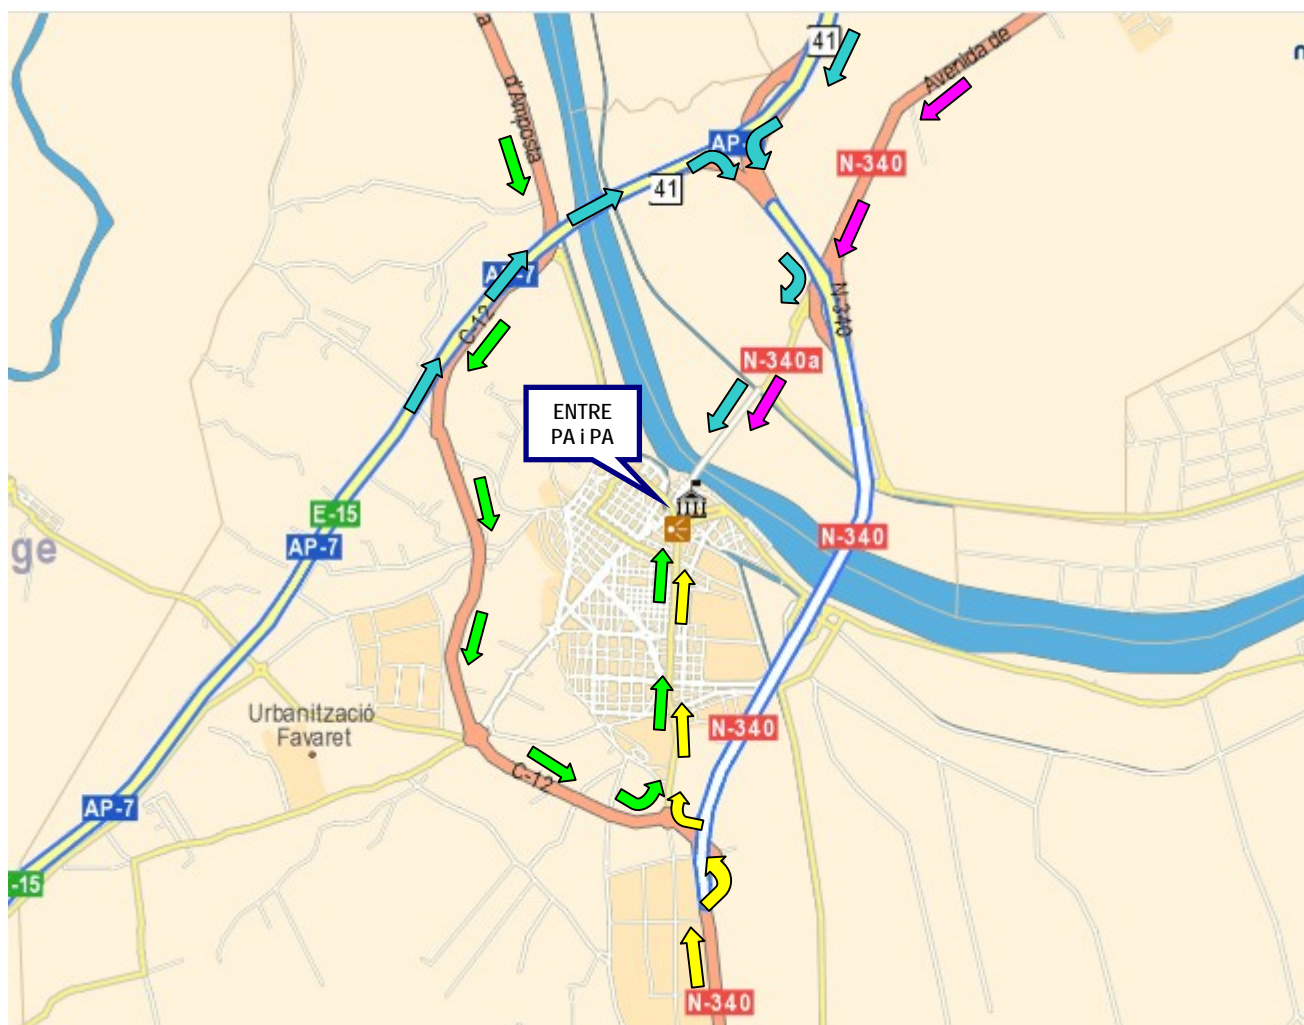 a
d'Amposta
41
Avenida de
AP-
N-340
41
AP-7
C-12
N-340
N-340a
ENTRE
PA i PA
E-15
AP-7
N-340
ge
Urbanització
Favaret
N-340
C-12
AP-7
-15
N-340